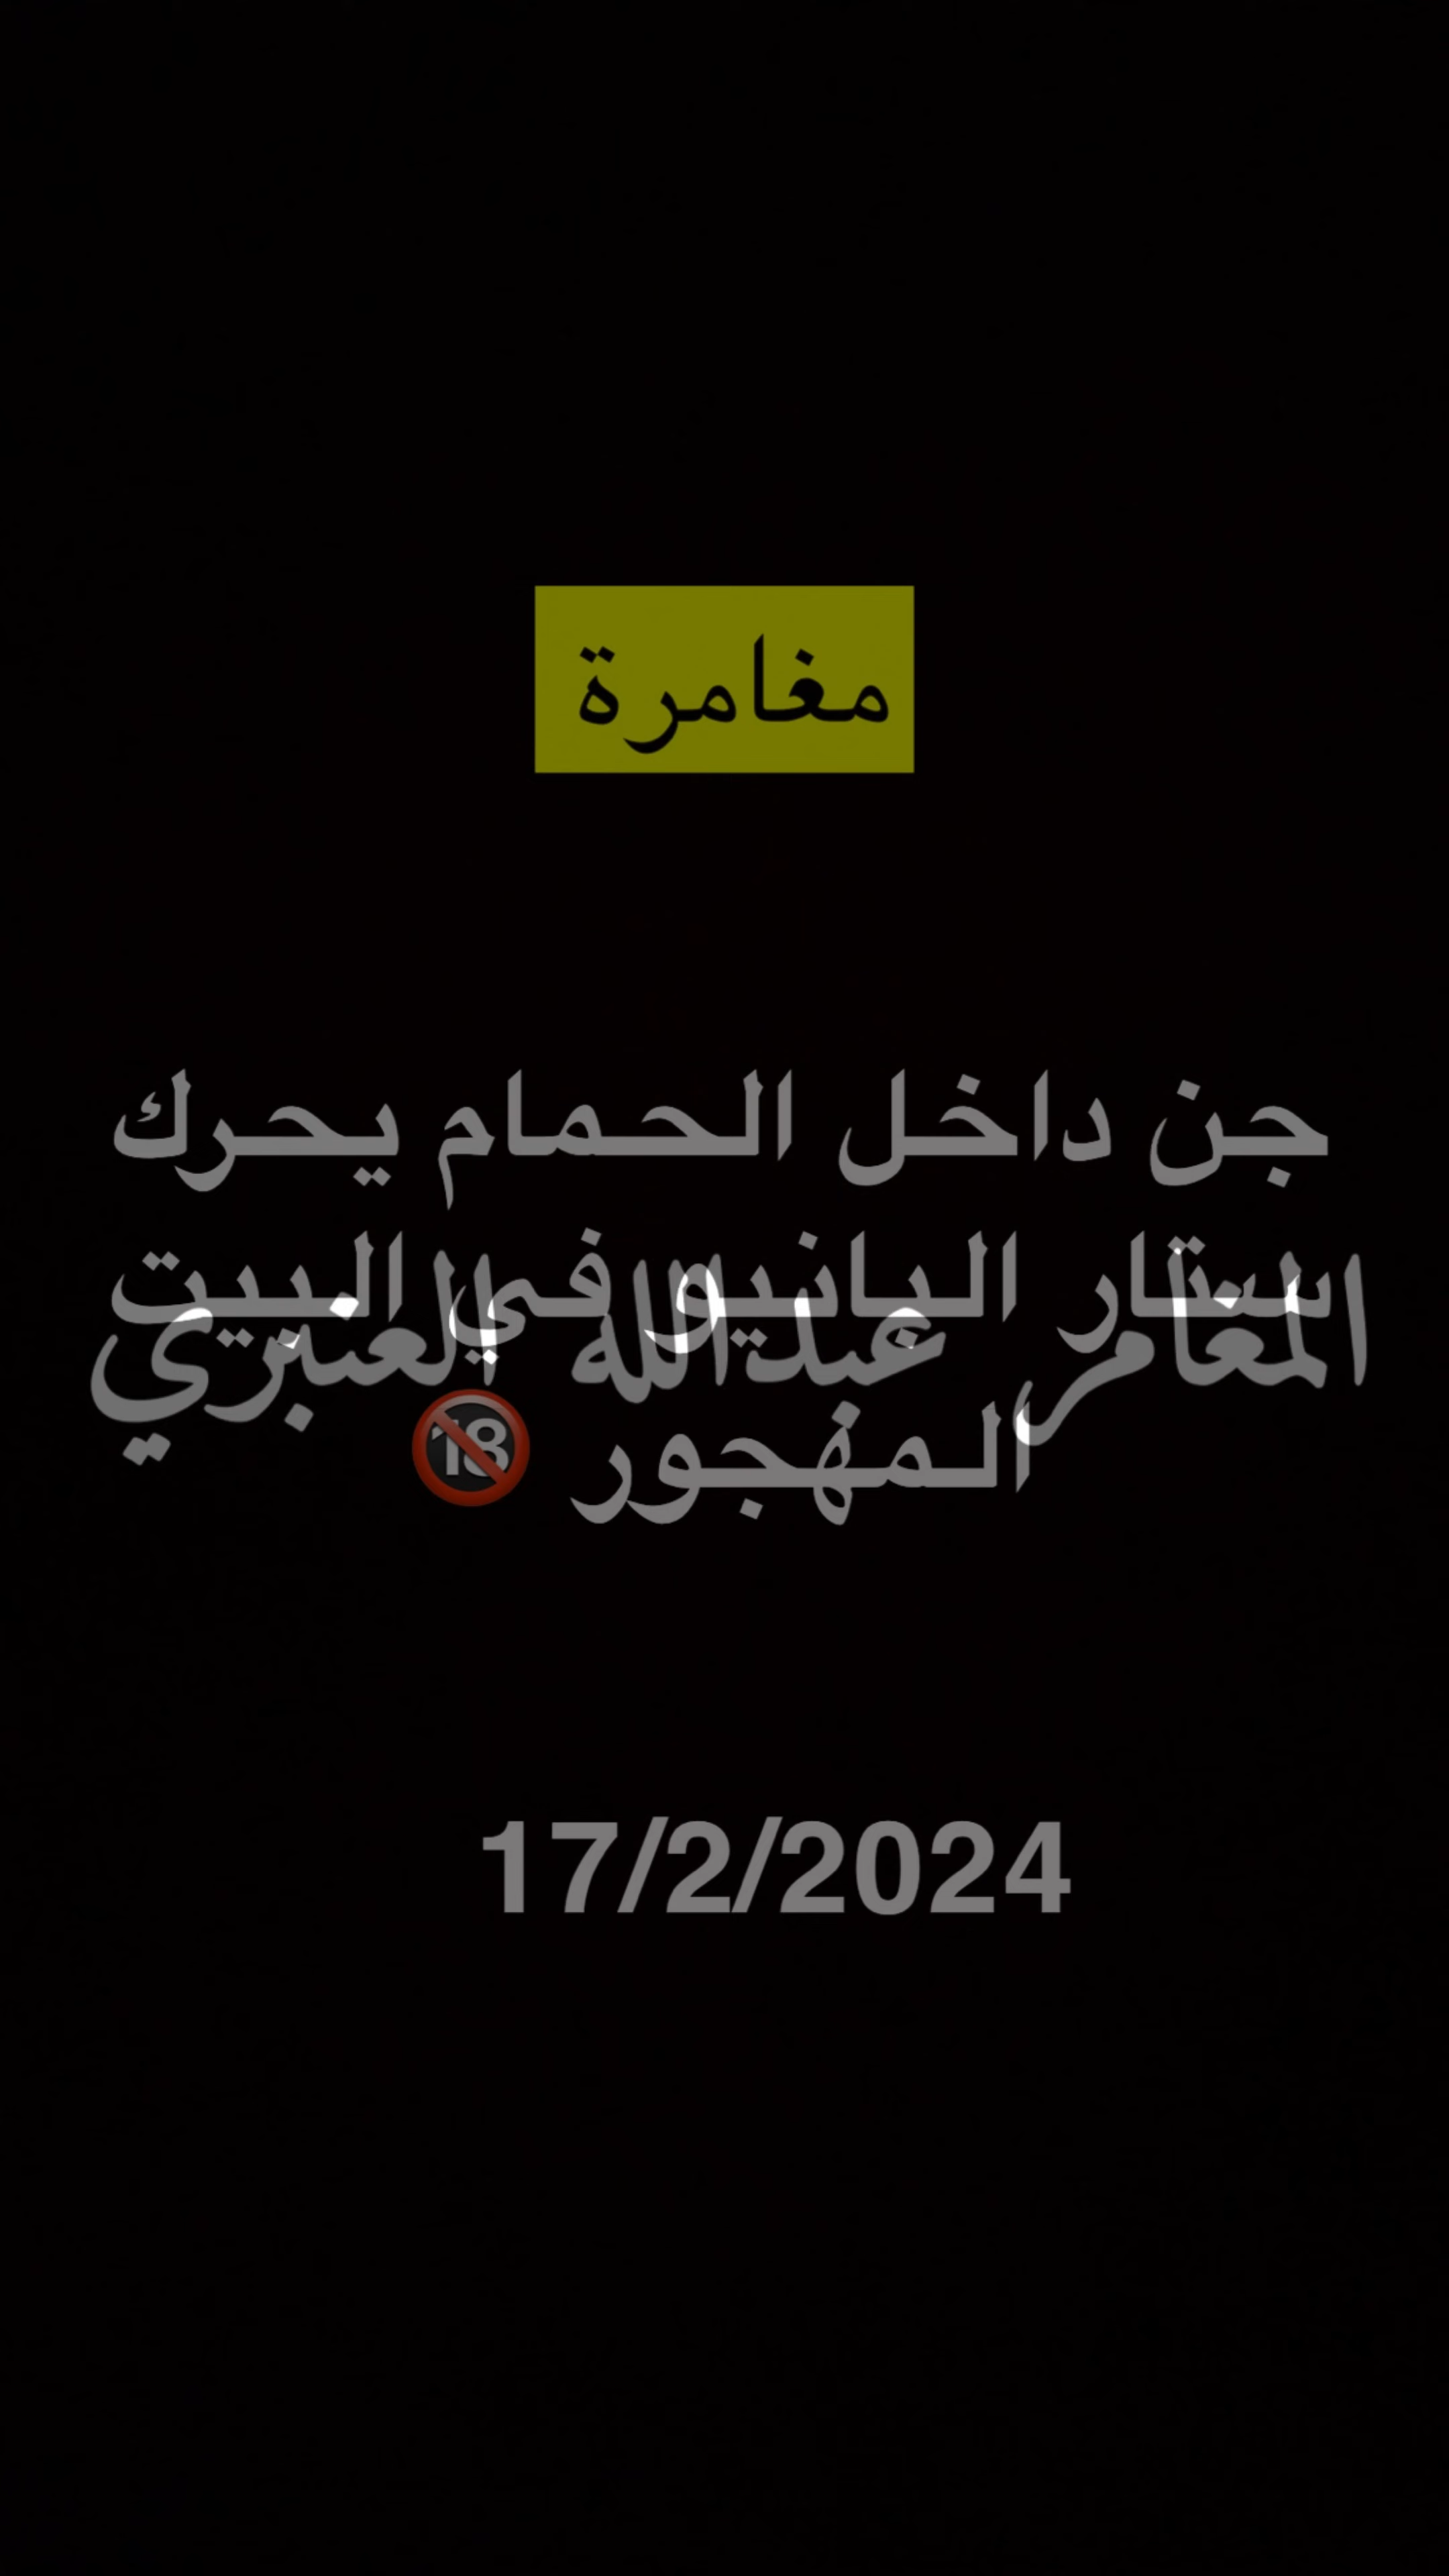 مغامرة
جن داخل الحمام يحرك
ستار البانيو في البيت
المغامر عبدالله العنبري
المهجور 🔞
17/2/2024